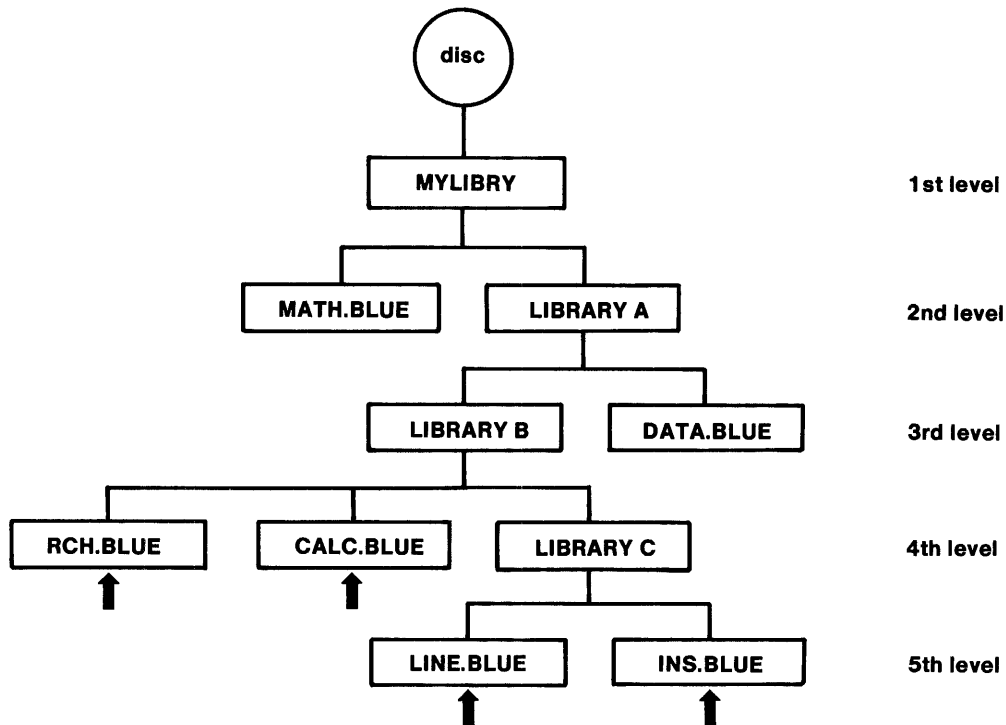 disc
MYLIBRY
1st level
MATH.BLUE
LIBRARY A
2nd level
LIBRARY B
DATA.BLUE
3rd level
RCH.BLUE
CALC.BLUE
LIBRARY C
4th level
LINE.BLUE
INS.BLUE
5th level